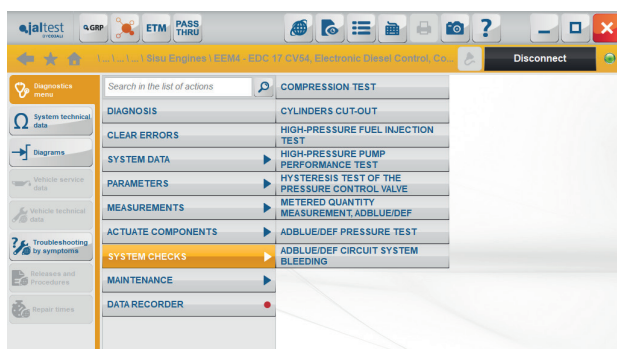 jaltest
GRP
ETM
PASS
THRU
?
\ ... \ ... \ ... \ Sisu Engines \ EEM4 - EDC 17 CV54, Electronic Diesel Control, Co...
Disconnect
Diagnostics
menu
System technical
data
Diagrams
Vehicle service
data
Vehicle technical
data
Troubleshooting
by symptoms
Releases and
Procedures
Repair times
Search in the list of actions
DIAGNOSIS
CLEAR ERRORS
SYSTEM DATA
PARAMETERS
MEASUREMENTS
ACTUATE COMPONENTS
SYSTEM CHECKS
MAINTENANCE
DATA RECORDER
COMPRESSION TEST
CYLINDERS CUT-OUT
HIGH-PRESSURE FUEL INJECTION
TEST
HIGH-PRESSURE PUMP
PERFORMANCE TEST
HYSTERESIS TEST OF THE
PRESSURE CONTROL VALVE
METERED QUANTITY
MEASUREMENT, ADBLUE/DEF
ADBLUE/DEF PRESSURE TEST
ADBLUE/DEF CIRCUIT SYSTEM
BLEEDING